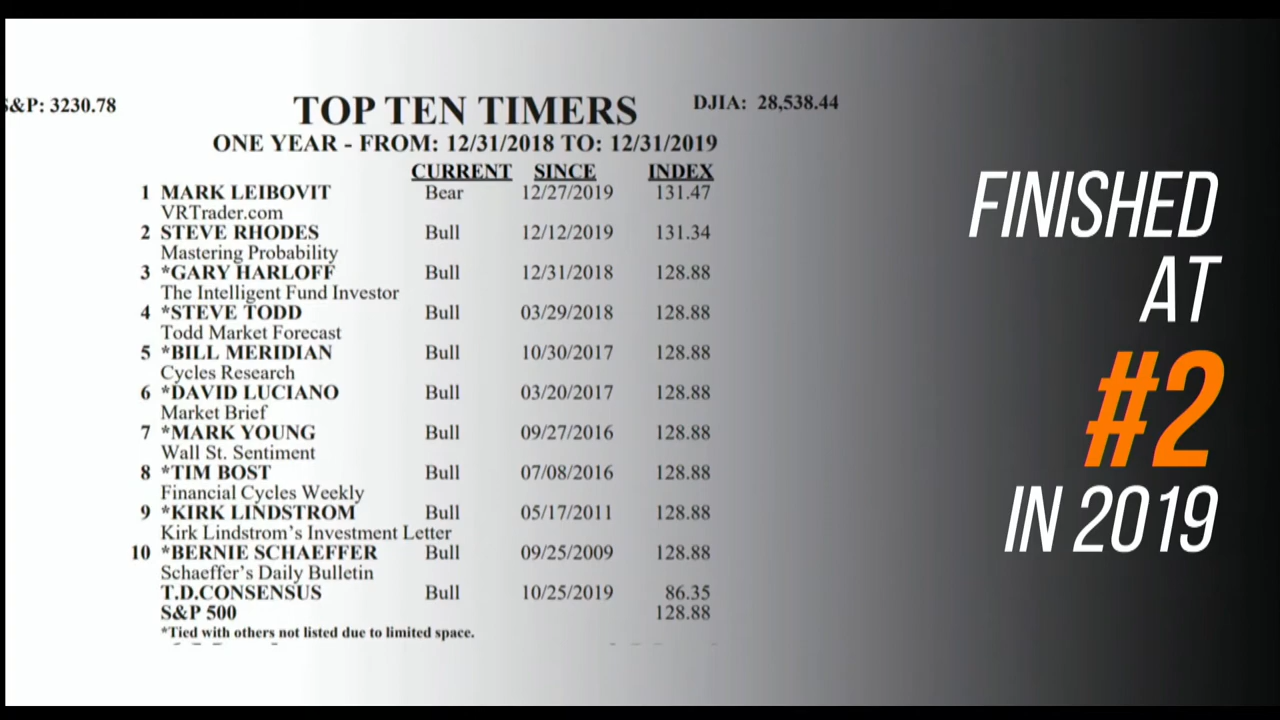 S&P: 3230.78
TOP TEN TIMERS
DJIA: 28,538.44
ONE YEAR - FROM: 12/31/2018 TO: 12/31/2019
CURRENT SINCE INDEX
1 MARK LEIBOVIT Bear 12/27/2019 131.47
VRTrader.com
2 STEVE RHODES Bull 12/12/2019 131.34
Mastering Probability
3 *GARY HARLOFF Bull 12/31/2018 128.88
The Intelligent Fund Investor
4 *STEVE TODD Bull 03/29/2018 128.88
Todd Market Forecast
5 *BILL MERIDIAN Bull 10/30/2017 128.88
Cycles Research
6 *DAVID LUCIANO Bull 03/20/2017 128.88
Market Brief
7 *MARK YOUNG Bull 09/27/2016 128.88
Wall St. Sentiment
8 *TIM BOST Bull 07/08/2016 128.88
Financial Cycles Weekly
9 *KIRK LINDSTROM Bull 05/17/2011 128.88
Kirk Lindstrom's Investment Letter
10 *BERNIE SCHAEFFER Bull 09/25/2009 128.88
Schaeffer's Daily Bulletin
T.D.CONSENSUS Bull 10/25/2019 86.35
S&P 500 128.88
*Tied with others not listed due to limited space.
FINISHED
AT
#2
IN 2019